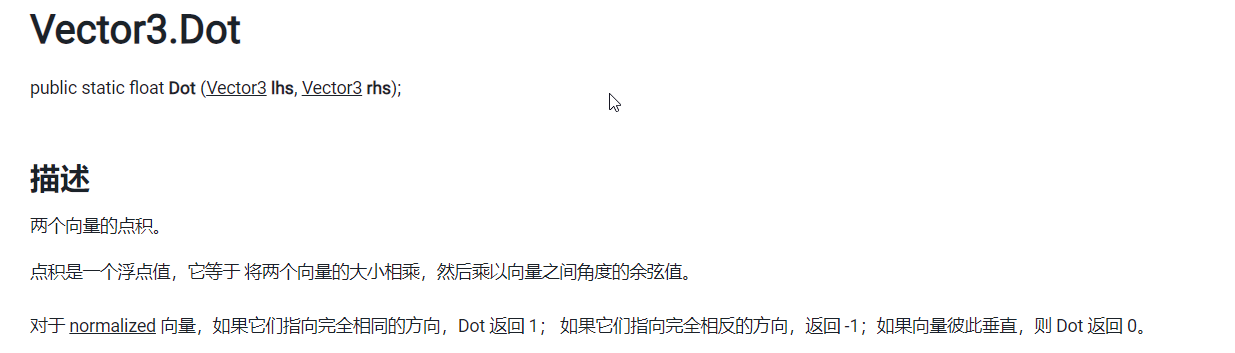 Vector3.Dot
public static float Dot (Vector3 lhs, Vector3 rhs);
描述
两个向量的点积。
点积是一个浮点值，它等于 将两个向量的大小相乘，然后乘以向量之间角度的余弦值。
对于 normalized 向量，如果它们指向完全相同的方向，Dot 返回 1； 如果它们指向完全相反的方向，返回 -1；如果向量彼此垂直，则 Dot 返回 0。